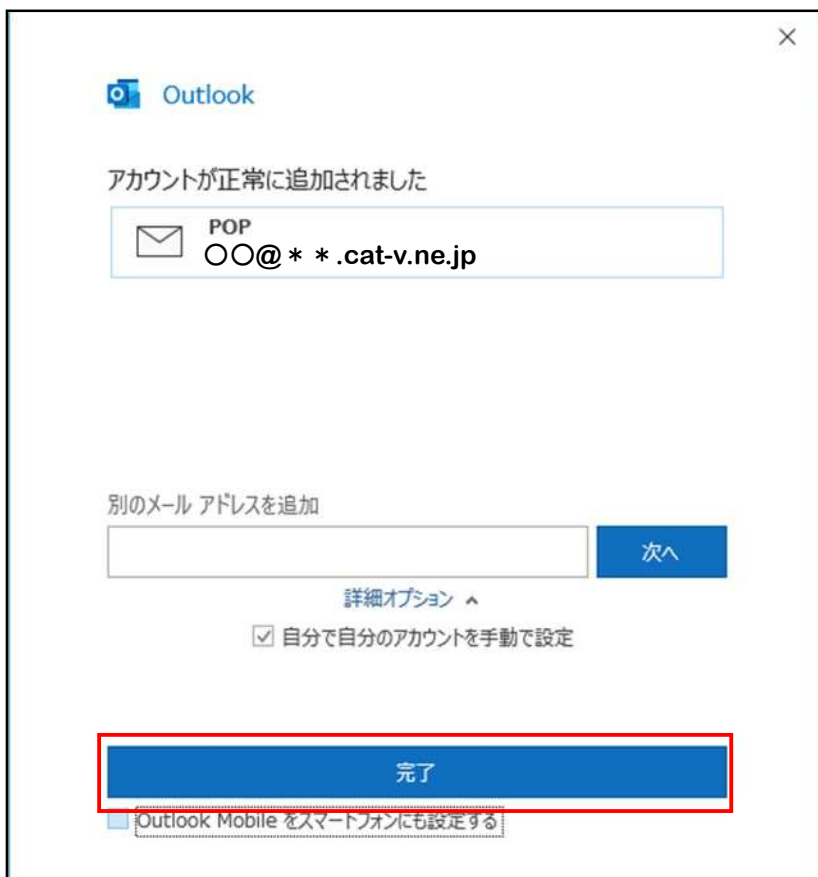 Outlook
アカウントが正常に追加されました
POP
〇〇@＊＊.cat-v.ne.jp
別のメール アドレスを追加
次へ
詳細オプション
自分で自分のアカウントを手動で設定
完了
Outlook Mobile をスマートフォンにも設定する